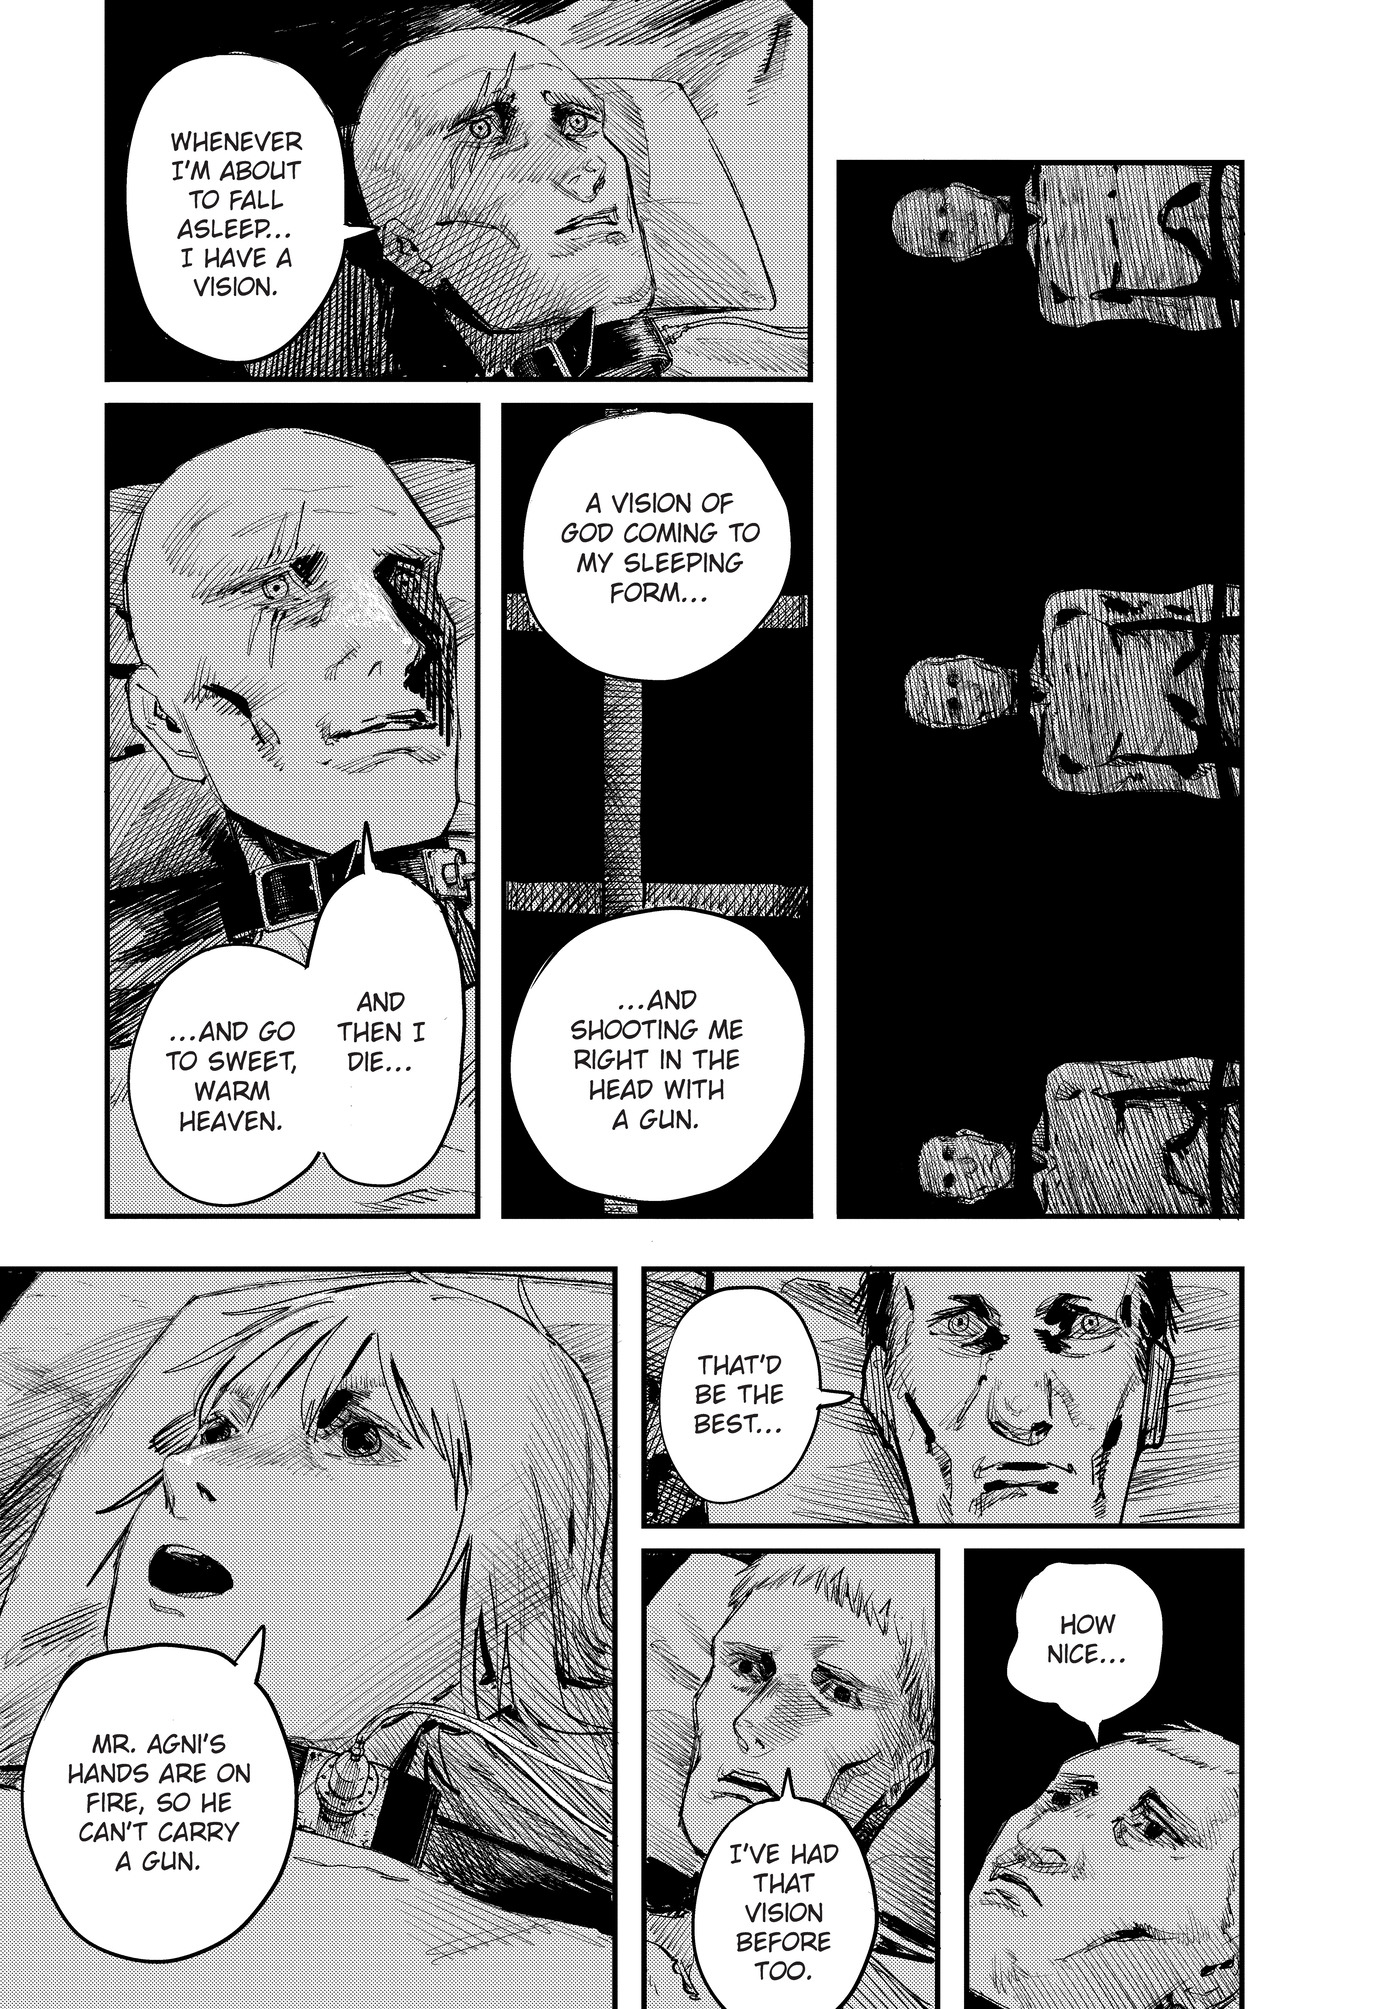 WHENEVER
I'M ABOUT
TO FALL
ASLEEP...
I HAVE A
VISION.
A VISION OF
GOD COMING TO
MY SLEEPING
FORM...
...AND
SHOOTING ME
RIGHT IN THE
HEAD WITH
A GUN.
AND
THEN I
DIE...
...AND GO
TO SWEET,
WARM
HEAVEN.
THAT'D
BE THE
BEST...
HOW
NICE...
I'VE HAD
THAT
VISION
BEFORE
TOO.
MR. AGNI'S
HANDS ARE ON
FIRE, SO HE
CAN'T CARRY
A GUN.